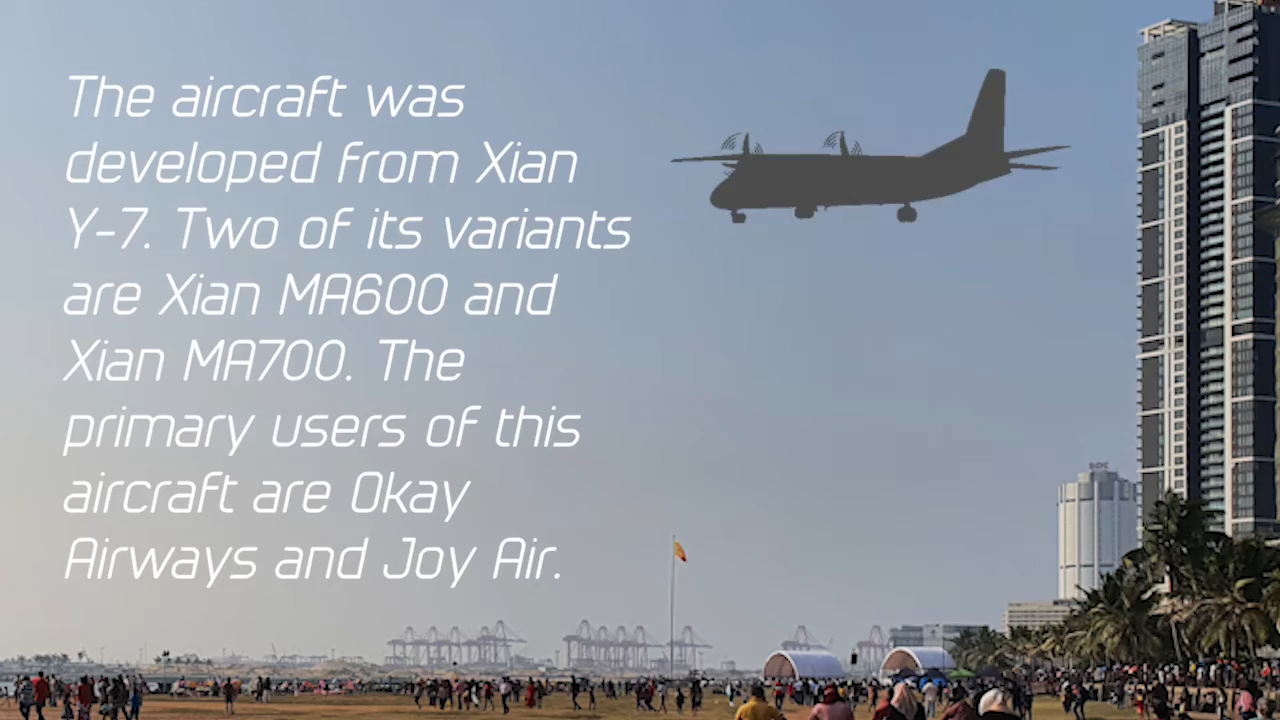 The aircraft was
developed from Xian
Y-7. Two of its variants
are Xian MA600 and
Xian MA700. The
primary users of this
aircraft are Okay
Airways and Joy Air.